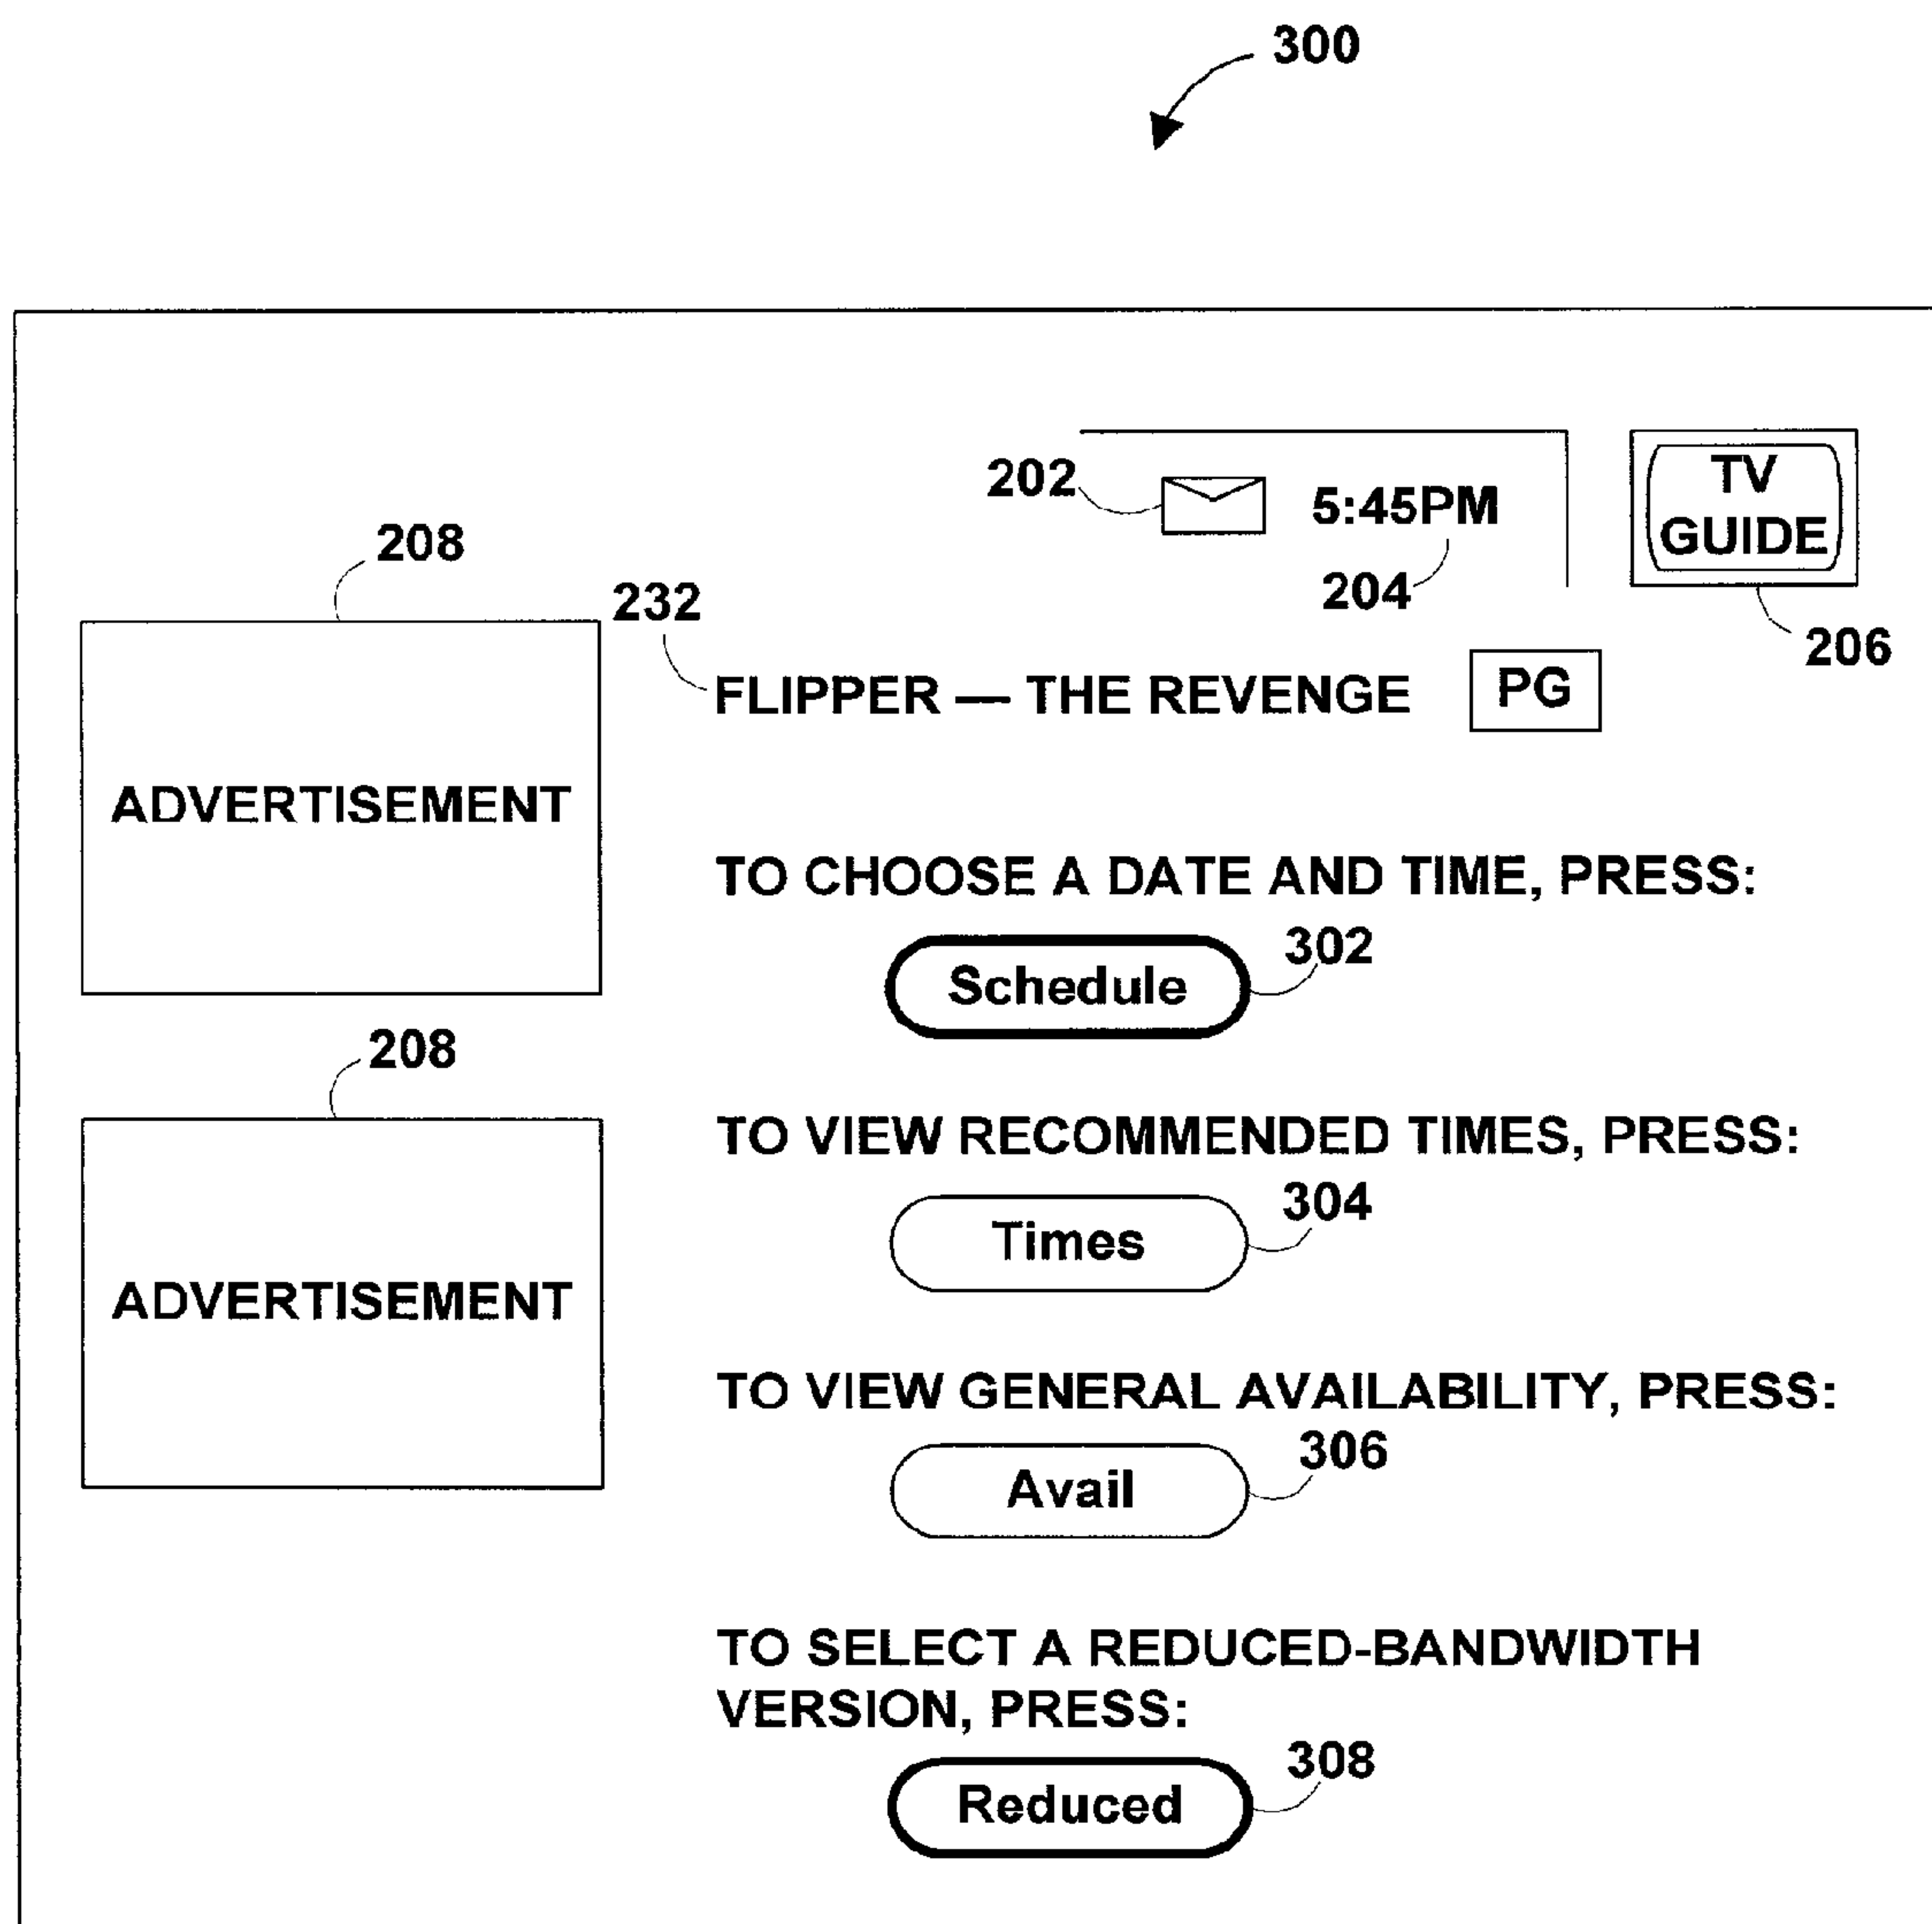 300
202
5:45PM
204
TV
GUIDE
206
208
ADVERTISEMENT
208
ADVERTISEMENT
232
FLIPPER — THE REVENGE
PG
TO CHOOSE A DATE AND TIME, PRESS:
Schedule
302
TO VIEW RECOMMENDED TIMES, PRESS:
Times
304
TO VIEW GENERAL AVAILABILITY, PRESS:
Avail
306
TO SELECT A REDUCED-BANDWIDTH
VERSION, PRESS:
Reduced
308